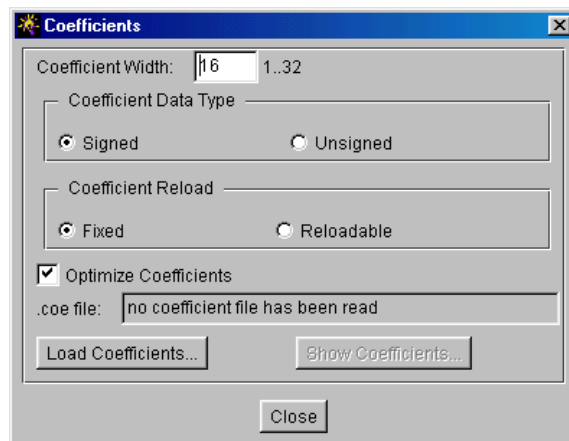 Coefficients
Coefficient Width: 16 1..32
Coefficient Data Type
Signed Unsigned
Coefficient Reload
Fixed Reloadable
Optimize Coefficients
.coe file: no coefficient file has been read
Load Coefficients... Show Coefficients...
Close